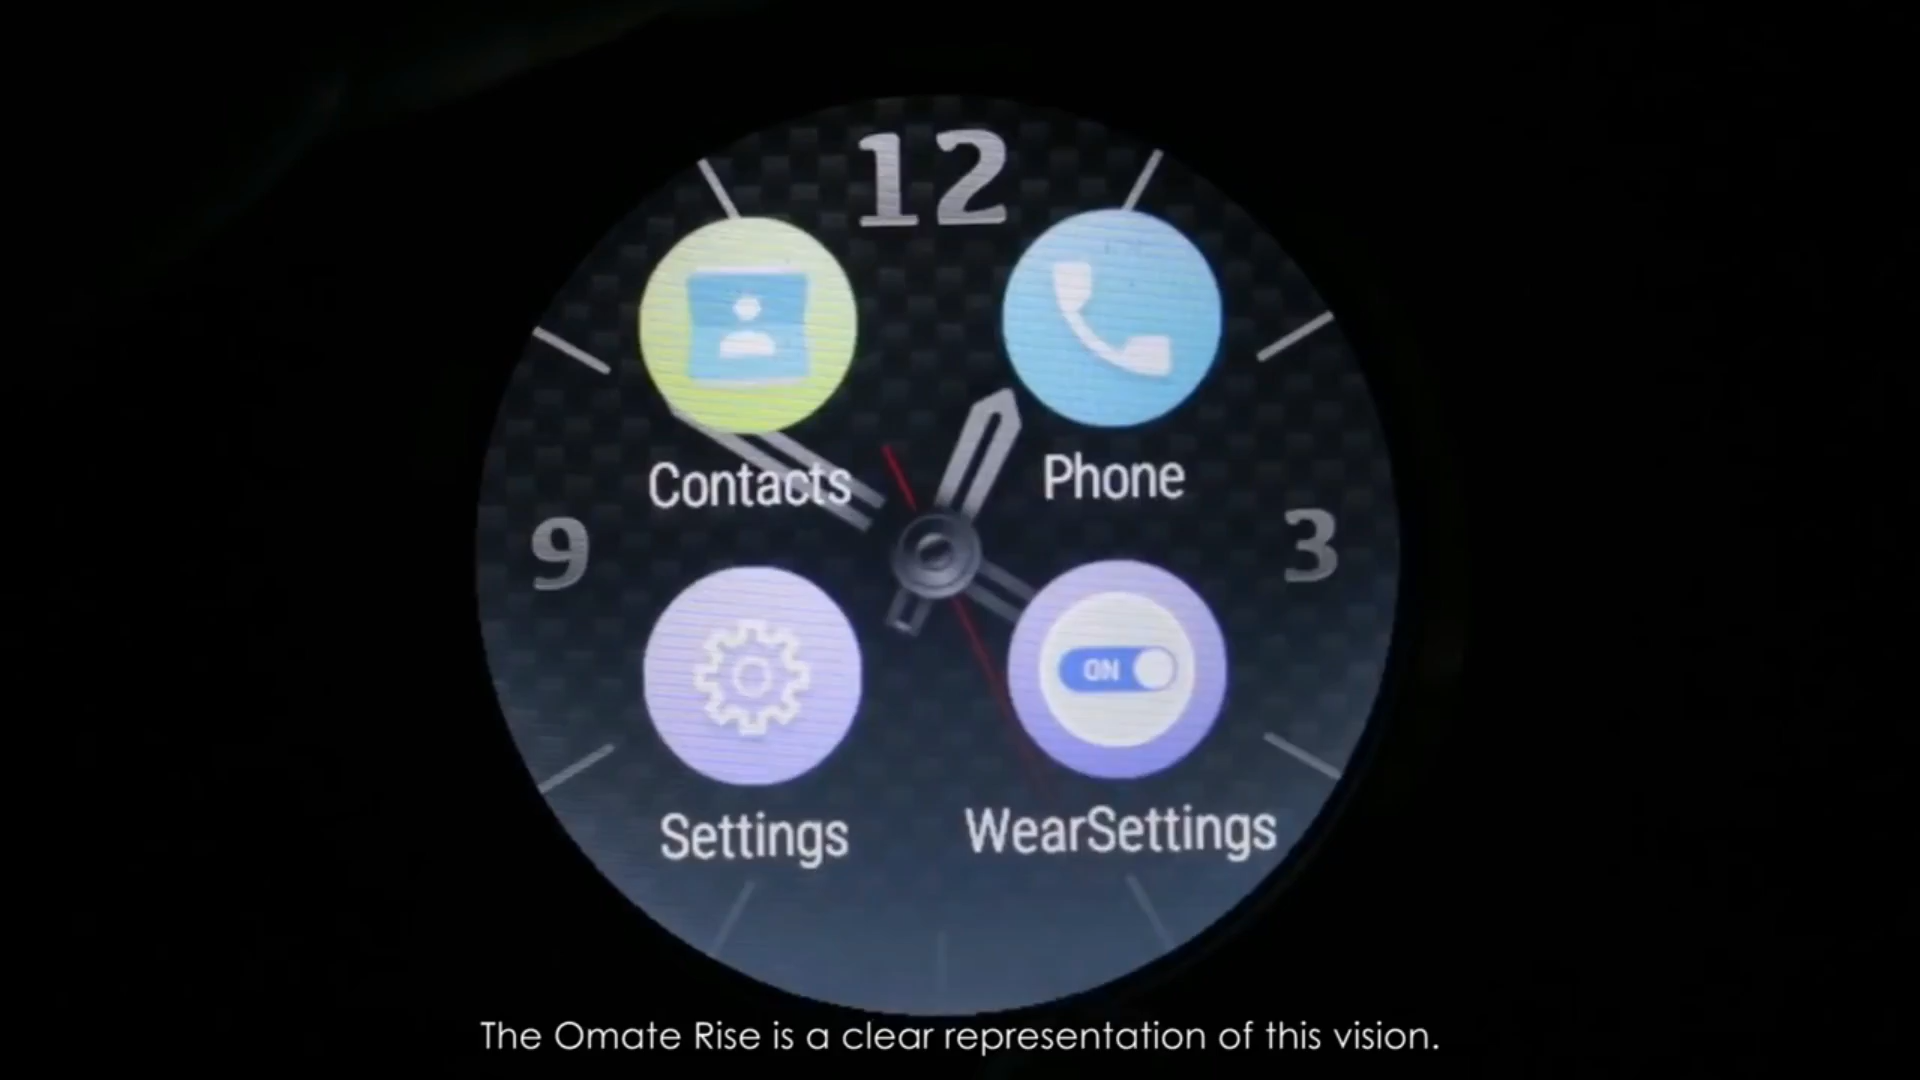 12
Contacts
Phone
9
3
ON
Settings
WearSettings
The Omate Rise is a clear representation of this vision.